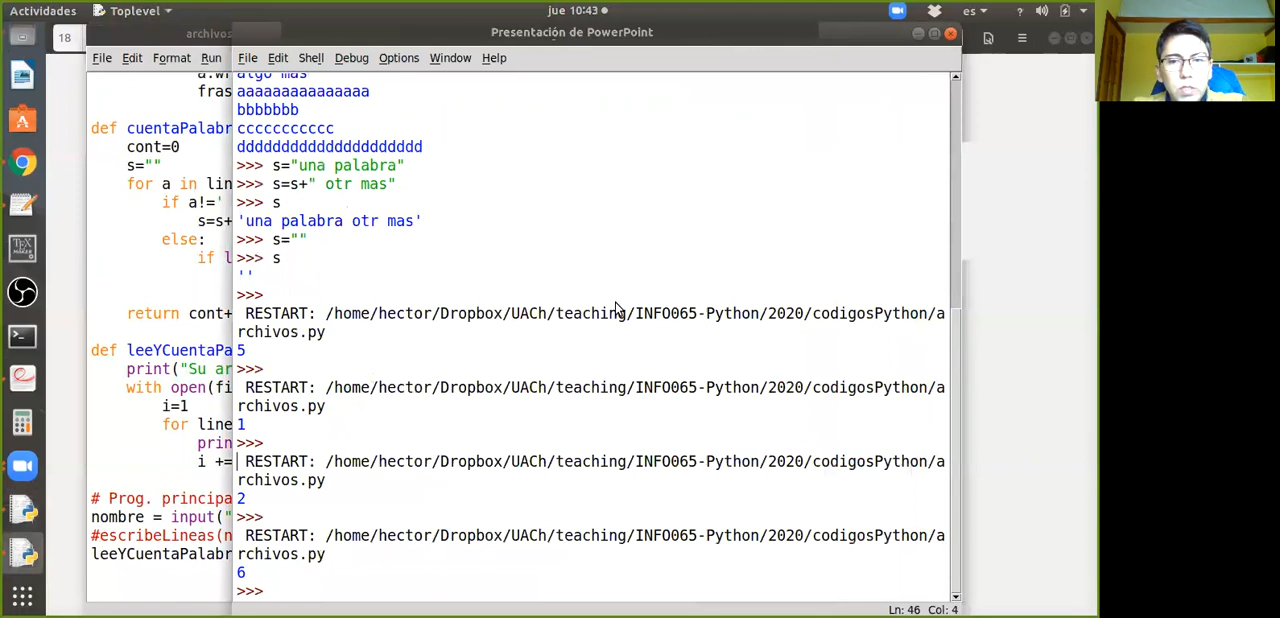 Actividades
Toplevel
jue 10:43
es
?
18
archivos
Presentación de PowerPoint
File Edit Format Run
File Edit Shell Debug Options Window Help
fras
def cuentaPalabr
cont=0
s=""
for a in lin
if a!='
s=s+
else:
if l
return cont+
def leeYCuentaPa
print("Su ar
with open(fi
i=1
for line
prin
i +=
# Prog. principa
nombre = input("
#escribeLineas(n
leeYCuentaPalabr
algo mas
aaaaaaaaaaaaaaa
bbbbbbb
ccccccccccc
ddddddddddddddddddddd
>>> s="una palabra"
>>> s=s+" otr mas"
>>> s
'una palabra otr mas'
>>> s=""
>>> s
''
>>>
RESTART: /home/hector/Dropbox/UACh/teaching/INFO065-Python/2020/codigosPython/a
rchivos.py
5
>>>
RESTART: /home/hector/Dropbox/UACh/teaching/INFO065-Python/2020/codigosPython/a
rchivos.py
1
>>>
RESTART: /home/hector/Dropbox/UACh/teaching/INFO065-Python/2020/codigosPython/a
rchivos.py
2
>>>
RESTART: /home/hector/Dropbox/UACh/teaching/INFO065-Python/2020/codigosPython/a
rchivos.py
6
>>>
Ln: 46 Col: 4